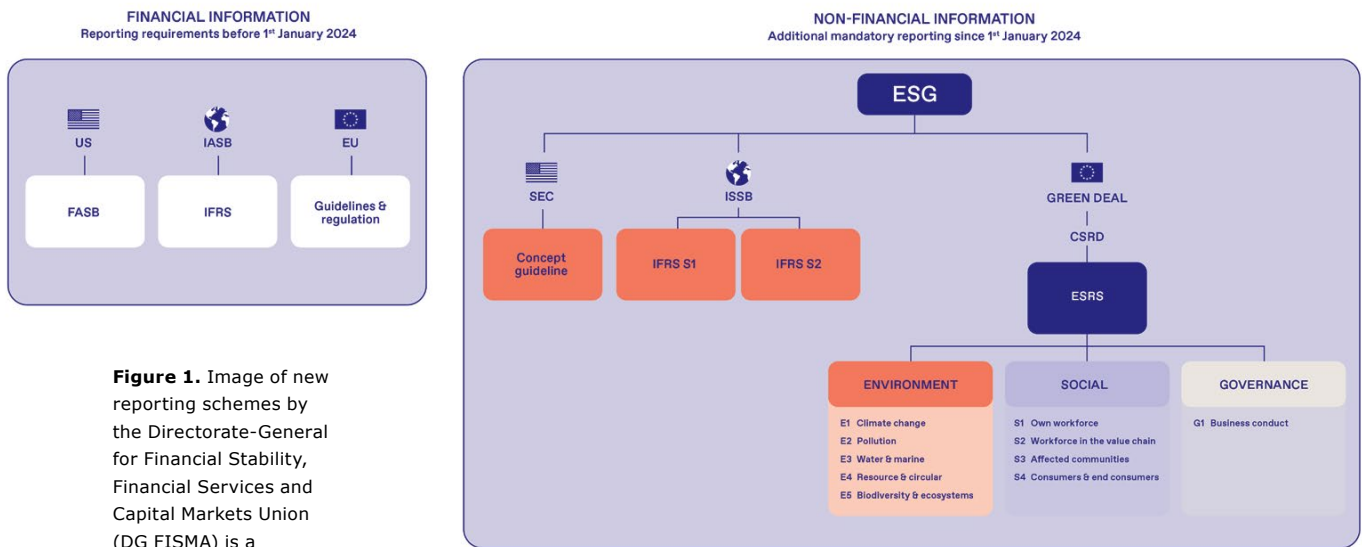 FINANCIAL INFORMATION
Reporting requirements before 1st January 2024
US
IASB
EU
FASB
IFRS
Guidelines &
regulation
Figure 1. Image of new
reporting schemes by
the Directorate-General
for Financial Stability,
Financial Services and
Capital Markets Union
(DG FISMA) is a
NON-FINANCIAL INFORMATION
Additional mandatory reporting since 1st January 2024
ESG
SEC
ISSB
GREEN DEAL
CSRD
Concept
guideline
IFRS S1
IFRS S2
ESRS
ENVIRONMENT
E1 Climate change
E2 Pollution
E3 Water & marine
E4 Resource & circular
E5 Biodiversity & ecosystems
SOCIAL
S1 Own workforce
S2 Workforce in the value chain
S3 Affected communities
S4 Consumers & end consumers
GOVERNANCE
G1 Business conduct